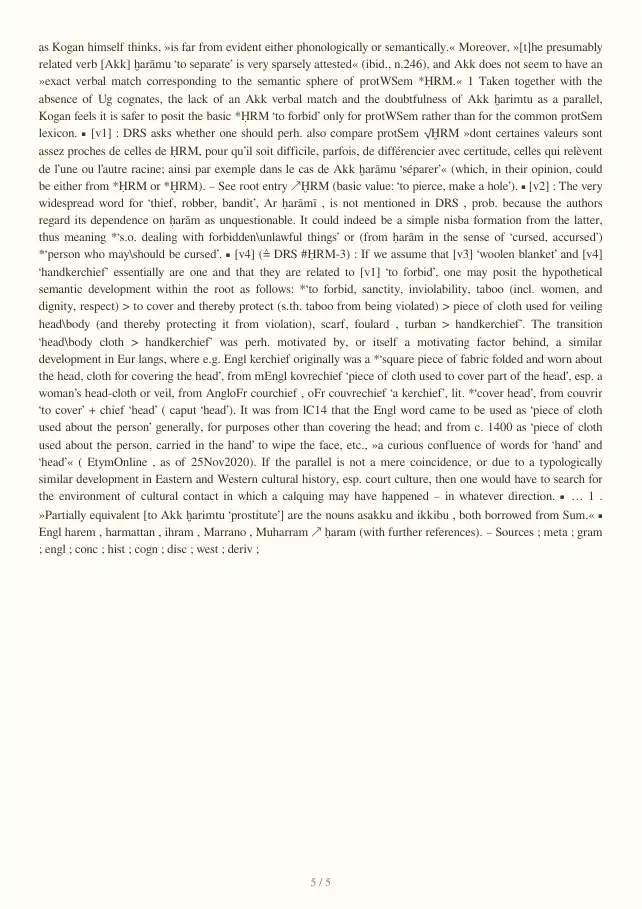 as Kogan himself thinks, »is far from evident either phonologically or semantically.« Moreover, »[t]he presumably
related verb [Akk] ḫarāmu ‘to separate’ is very sparsely attested« (ibid., n.246), and Akk does not seem to have an
»exact verbal match corresponding to the semantic sphere of protWSem *ḤRM.« 1 Taken together with the
absence of Ug cognates, the lack of an Akk verbal match and the doubtfulness of Akk ḫarimtu as a parallel,
Kogan feels it is safer to posit the basic *ḤRM ‘to forbid’ only for protWSem rather than for the common protSem
lexicon. ▪ [v1] : DRS asks whether one should perh. also compare protSem √ḪRM »dont certaines valeurs sont
assez proches de celles de ḤRM, pour qu’il soit difficile, parfois, de différencier avec certitude, celles qui relèvent
de l’une ou l’autre racine; ainsi par exemple dans le cas de Akk ḫarāmu ‘séparer’« (which, in their opinion, could
be either from *ḤRM or *ḪRM). – See root entry ↗ḪRM (basic value: ‘to pierce, make a hole’). ▪ [v2] : The very
widespread word for ‘thief, robber, bandit’, Ar ḥarāmī , is not mentioned in DRS , prob. because the authors
regard its dependence on ḥarām as unquestionable. It could indeed be a simple nisba formation from the latter,
thus meaning *‘s.o. dealing with forbidden\unlawful things’ or (from ḥarām in the sense of ‘cursed, accursed’)
*‘person who may\should be cursed’. ▪ [v4] (≙ DRS #ḤRM-3) : If we assume that [v3] ‘woolen blanket’ and [v4]
‘handkerchief’ essentially are one and that they are related to [v1] ‘to forbid’, one may posit the hypothetical
semantic development within the root as follows: *‘to forbid, sanctity, inviolability, taboo (incl. women, and
dignity, respect) > to cover and thereby protect (s.th. taboo from being violated) > piece of cloth used for veiling
head\body (and thereby protecting it from violation), scarf, foulard , turban > handkerchief’. The transition
‘head\body cloth > handkerchief’ was perh. motivated by, or itself a motivating factor behind, a similar
development in Eur langs, where e.g. Engl kerchief originally was a *‘square piece of fabric folded and worn about
the head, cloth for covering the head’, from mEngl kovrechief ‘piece of cloth used to cover part of the head’, esp. a
woman’s head-cloth or veil, from AngloFr courchief , oFr couvrechief ‘a kerchief’, lit. *‘cover head’, from couvrir
‘to cover’ + chief ‘head’ ( caput ‘head’). It was from lC14 that the Engl word came to be used as ‘piece of cloth
used about the person’ generally, for purposes other than covering the head; and from c. 1400 as ‘piece of cloth
used about the person, carried in the hand’ to wipe the face, etc., »a curious confluence of words for ‘hand’ and
‘head’« ( EtymOnline , as of 25Nov2020). If the parallel is not a mere coincidence, or due to a typologically
similar development in Eastern and Western cultural history, esp. court culture, then one would have to search for
the environment of cultural contact in which a calquing may have happened – in whatever direction. ▪ … 1 .
»Partially equivalent [to Akk ḫarimtu ‘prostitute’] are the nouns asakku and ikkibu , both borrowed from Sum.« ▪
Engl harem , harmattan , ihram , Marrano , Muharram ↗ ḥaram (with further references). – Sources ; meta ; gram
; engl ; conc ; hist ; cogn ; disc ; west ; deriv ;
5 / 5